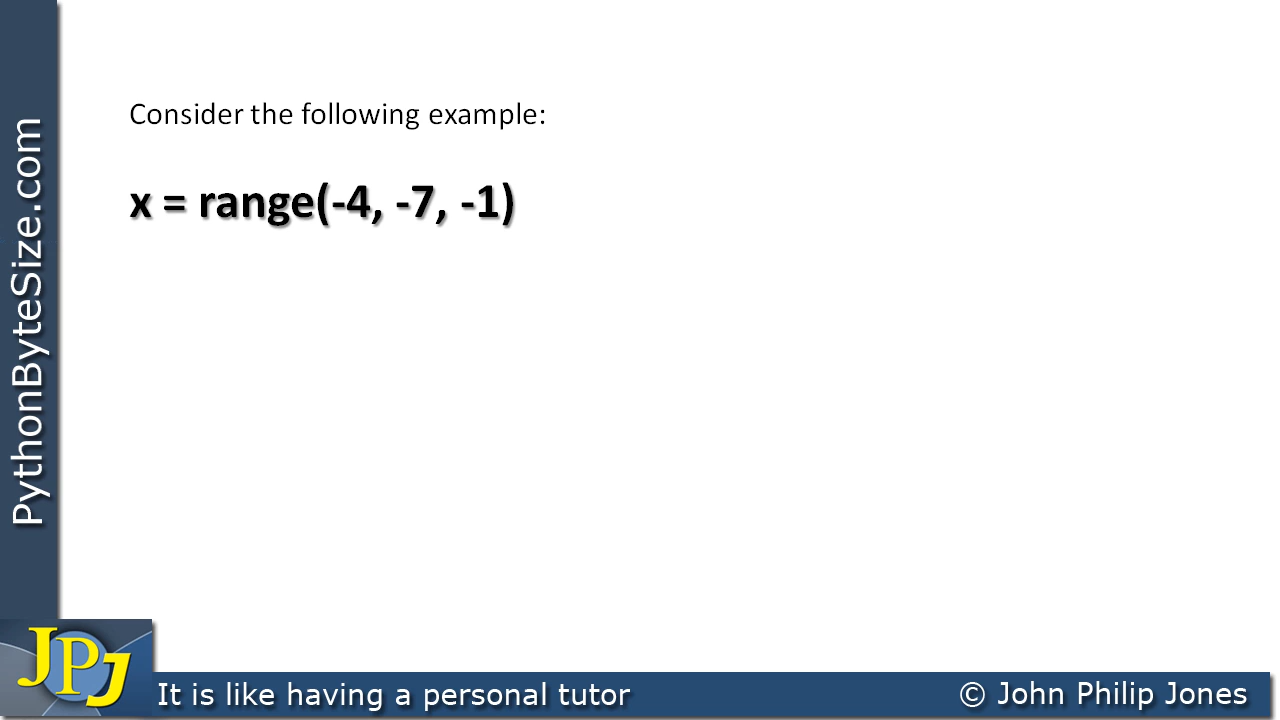 Consider the following example:
x = range(-4, -7, -1)
PythonByteSize.com
JPJ
It is like having a personal tutor
© John Philip Jones